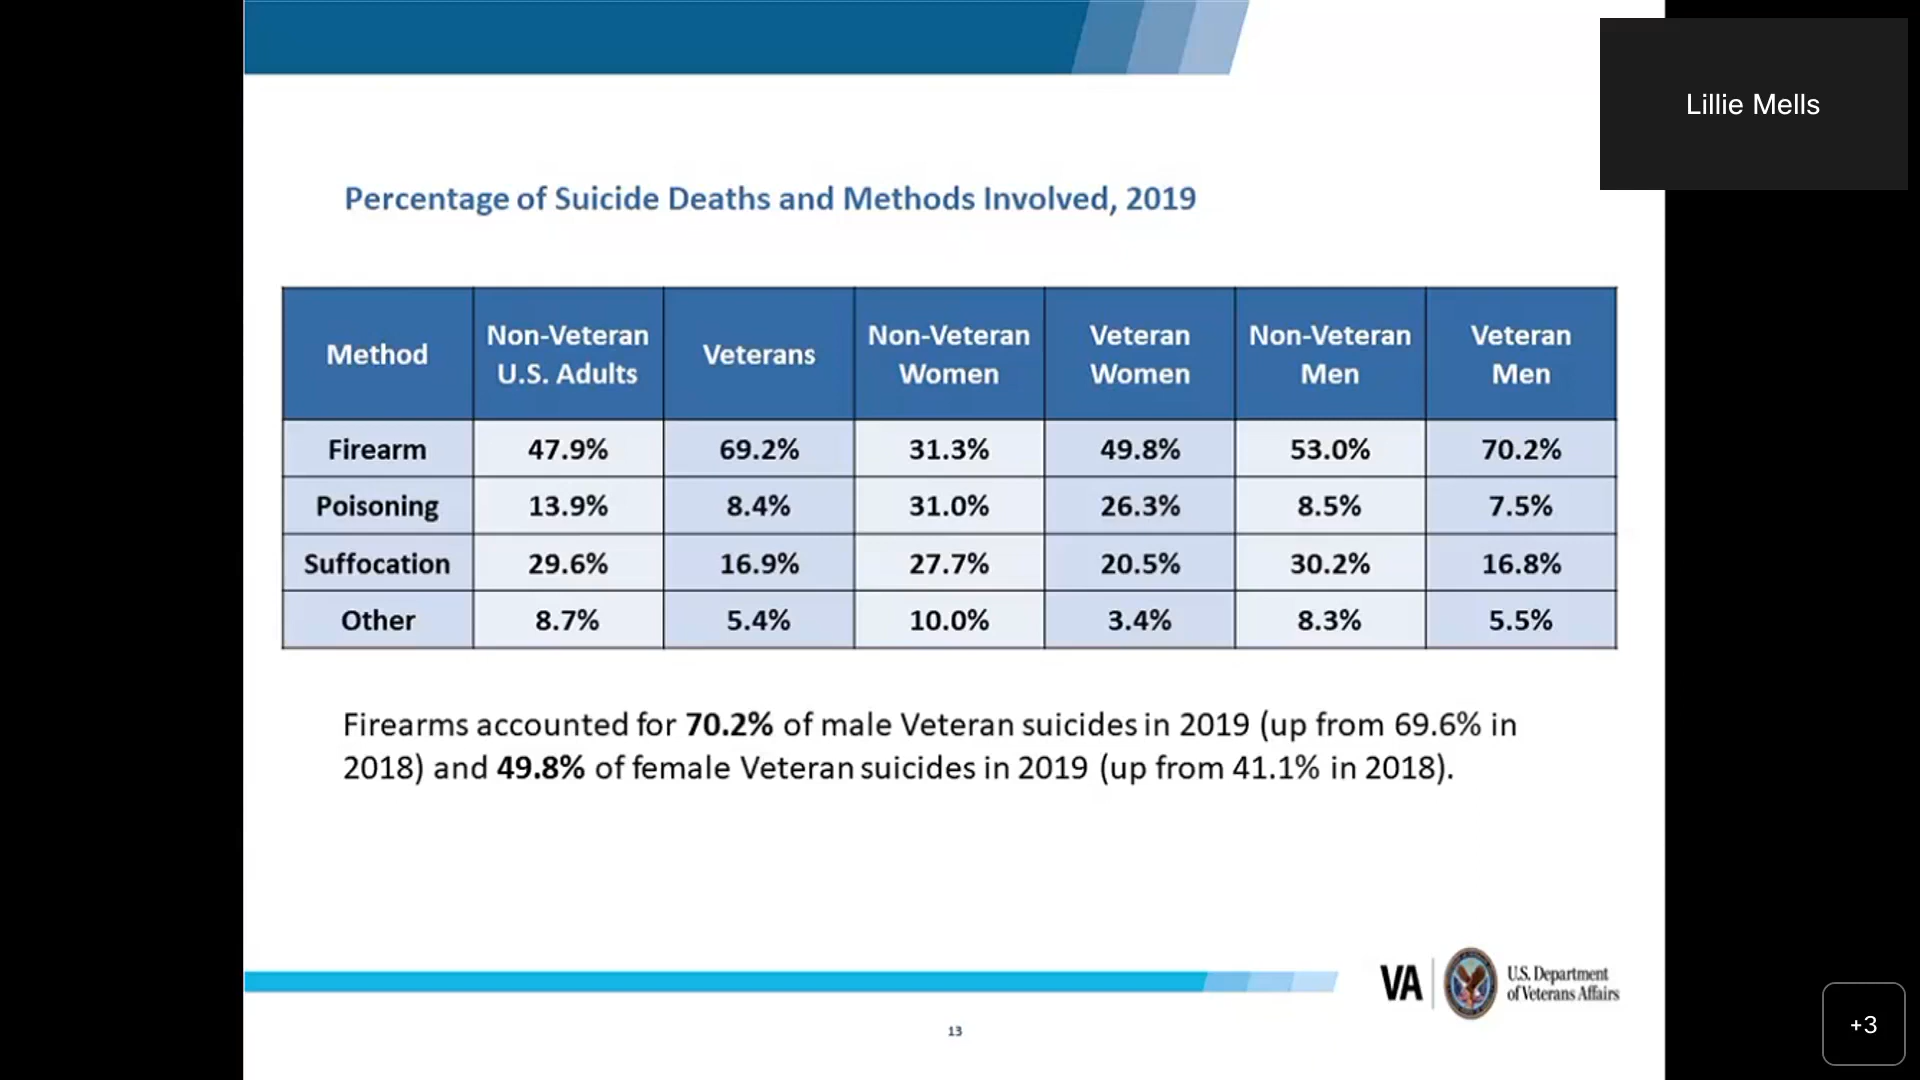 Lillie Mells
Percentage of Suicide Deaths and Methods Involved, 2019
Method | Non-Veteran U.S. Adults | Veterans | Non-Veteran Women | Veteran Women | Non-Veteran Men | Veteran Men
Firearm | 47.9% | 69.2% | 31.3% | 49.8% | 53.0% | 70.2%
Poisoning | 13.9% | 8.4% | 31.0% | 26.3% | 8.5% | 7.5%
Suffocation | 29.6% | 16.9% | 27.7% | 20.5% | 30.2% | 16.8%
Other | 8.7% | 5.4% | 10.0% | 3.4% | 8.3% | 5.5%
Firearms accounted for 70.2% of male Veteran suicides in 2019 (up from 69.6% in
2018) and 49.8% of female Veteran suicides in 2019 (up from 41.1% in 2018).
VA
U.S. Department
of Veterans Affairs
13
+3